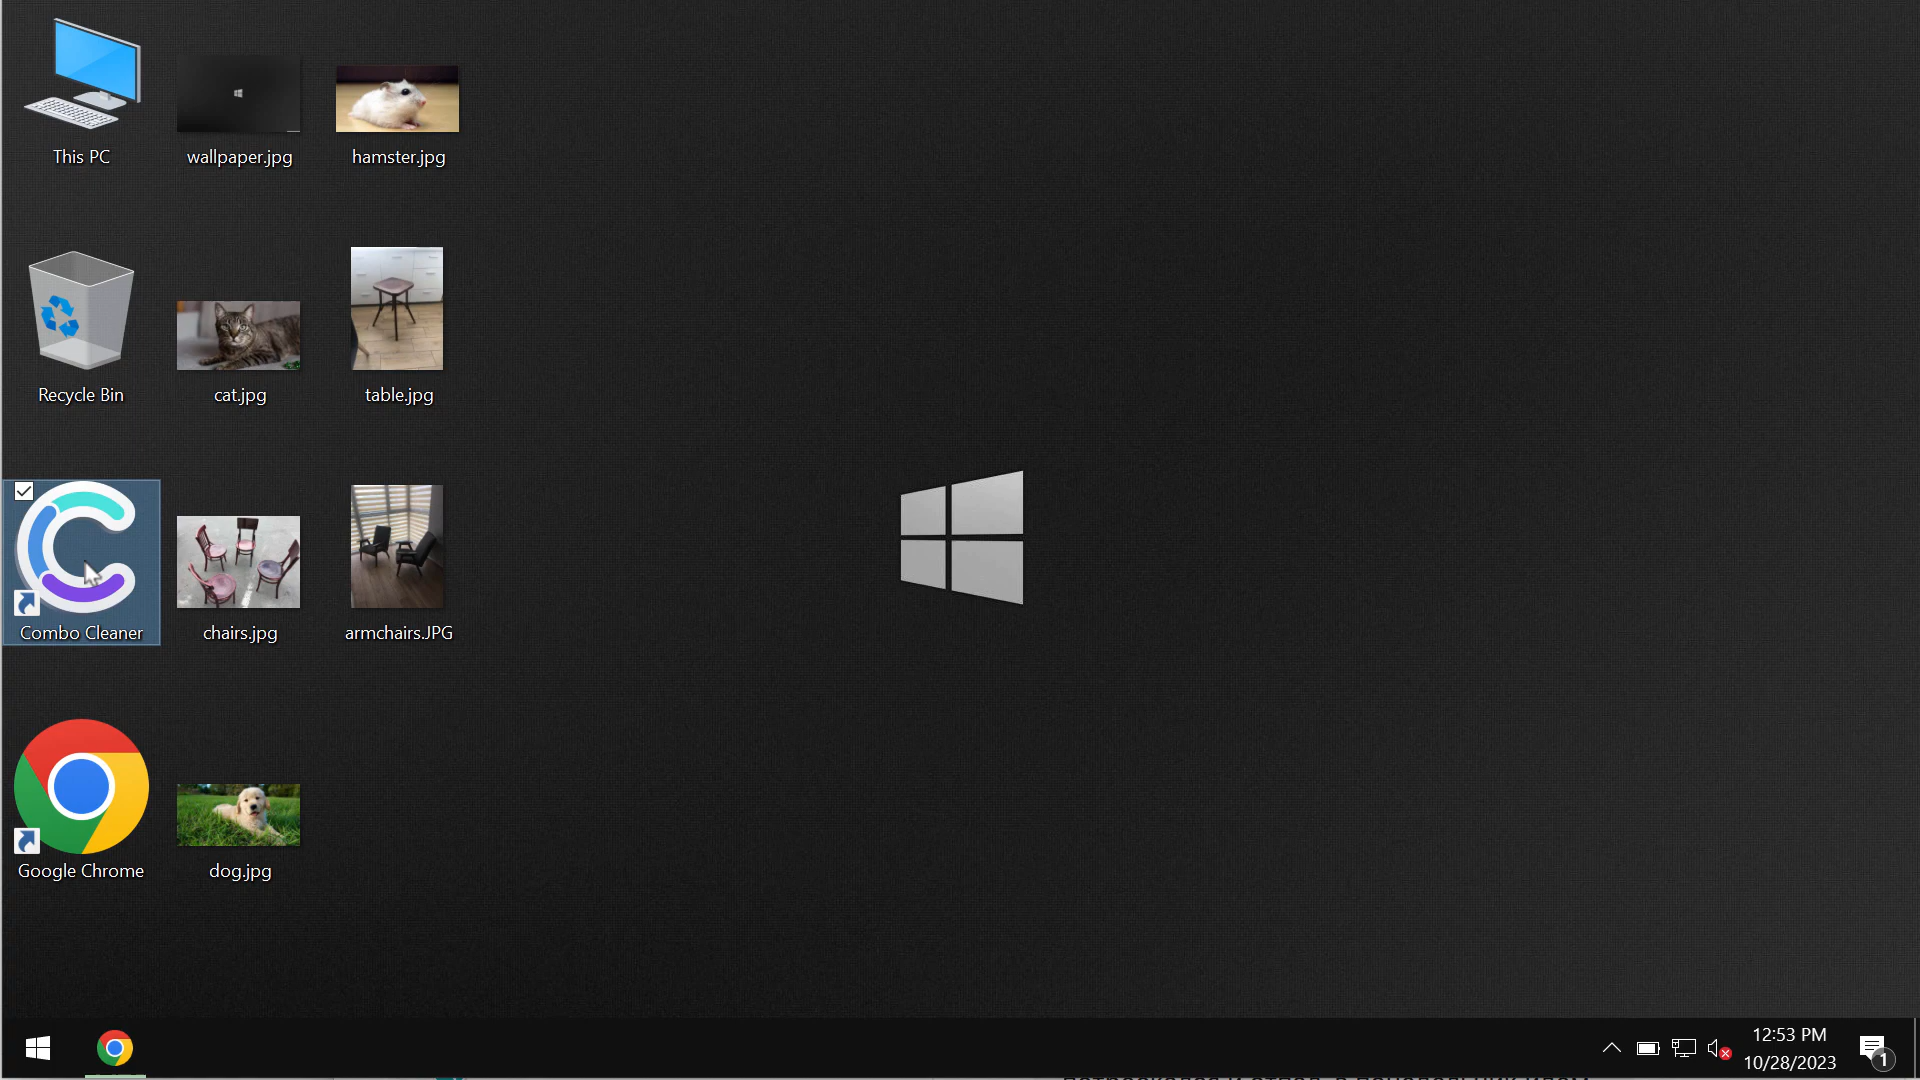 This PC
wallpaper.jpg
hamster.jpg
Recycle Bin
cat.jpg
table.jpg
Combo Cleaner
chairs.jpg
armchairs.JPG
Google Chrome
dog.jpg
12:53 PM
10/28/2023
1